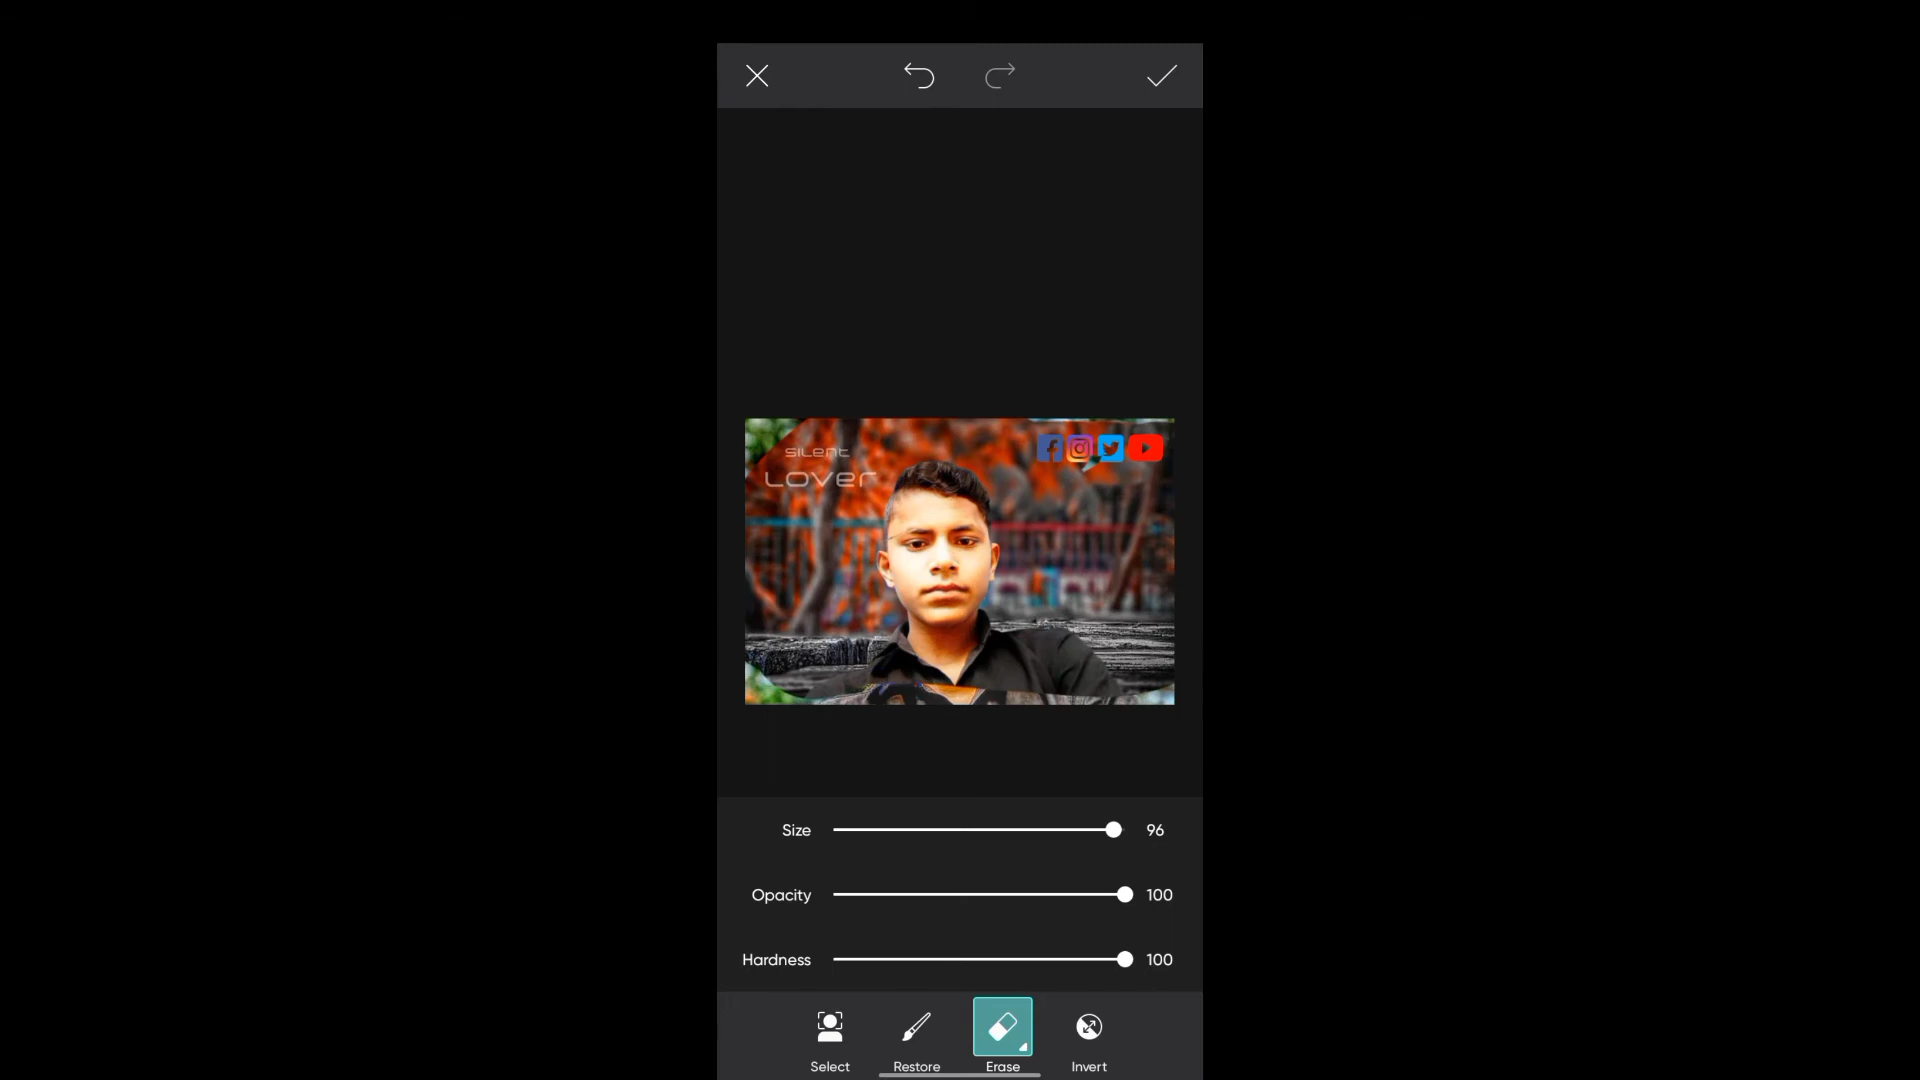 silent
Lover
Size 96
Opacity 100
Hardness 100
Select Restore Erase Invert